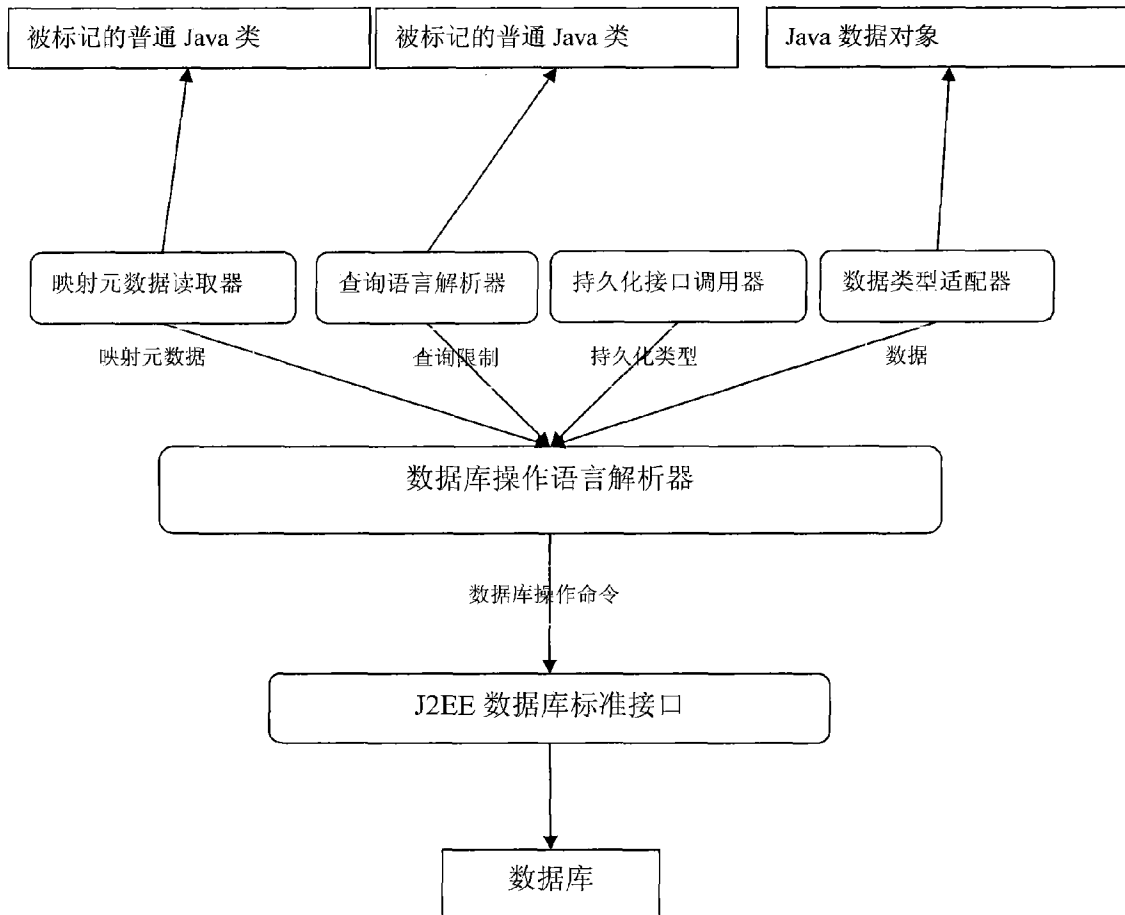 被标记的普通 Java 类
被标记的普通 Java 类
Java 数据对象
映射元数据读取器
查询语言解析器
持久化接口调用器
数据类型适配器
映射元数据
查询限制
持久化类型
数据
数据库操作语言解析器
数据库操作命令
J2EE 数据库标准接口
数据库